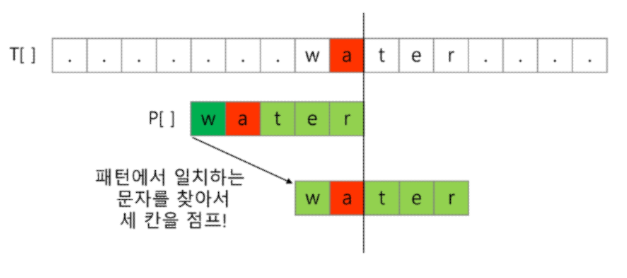 T[ ] . . . . . . . w a t e r . . . .
P[ ] w a t e r
패턴에서 일치하는
문자를 찾아서
세 칸을 점프!
w a t e r